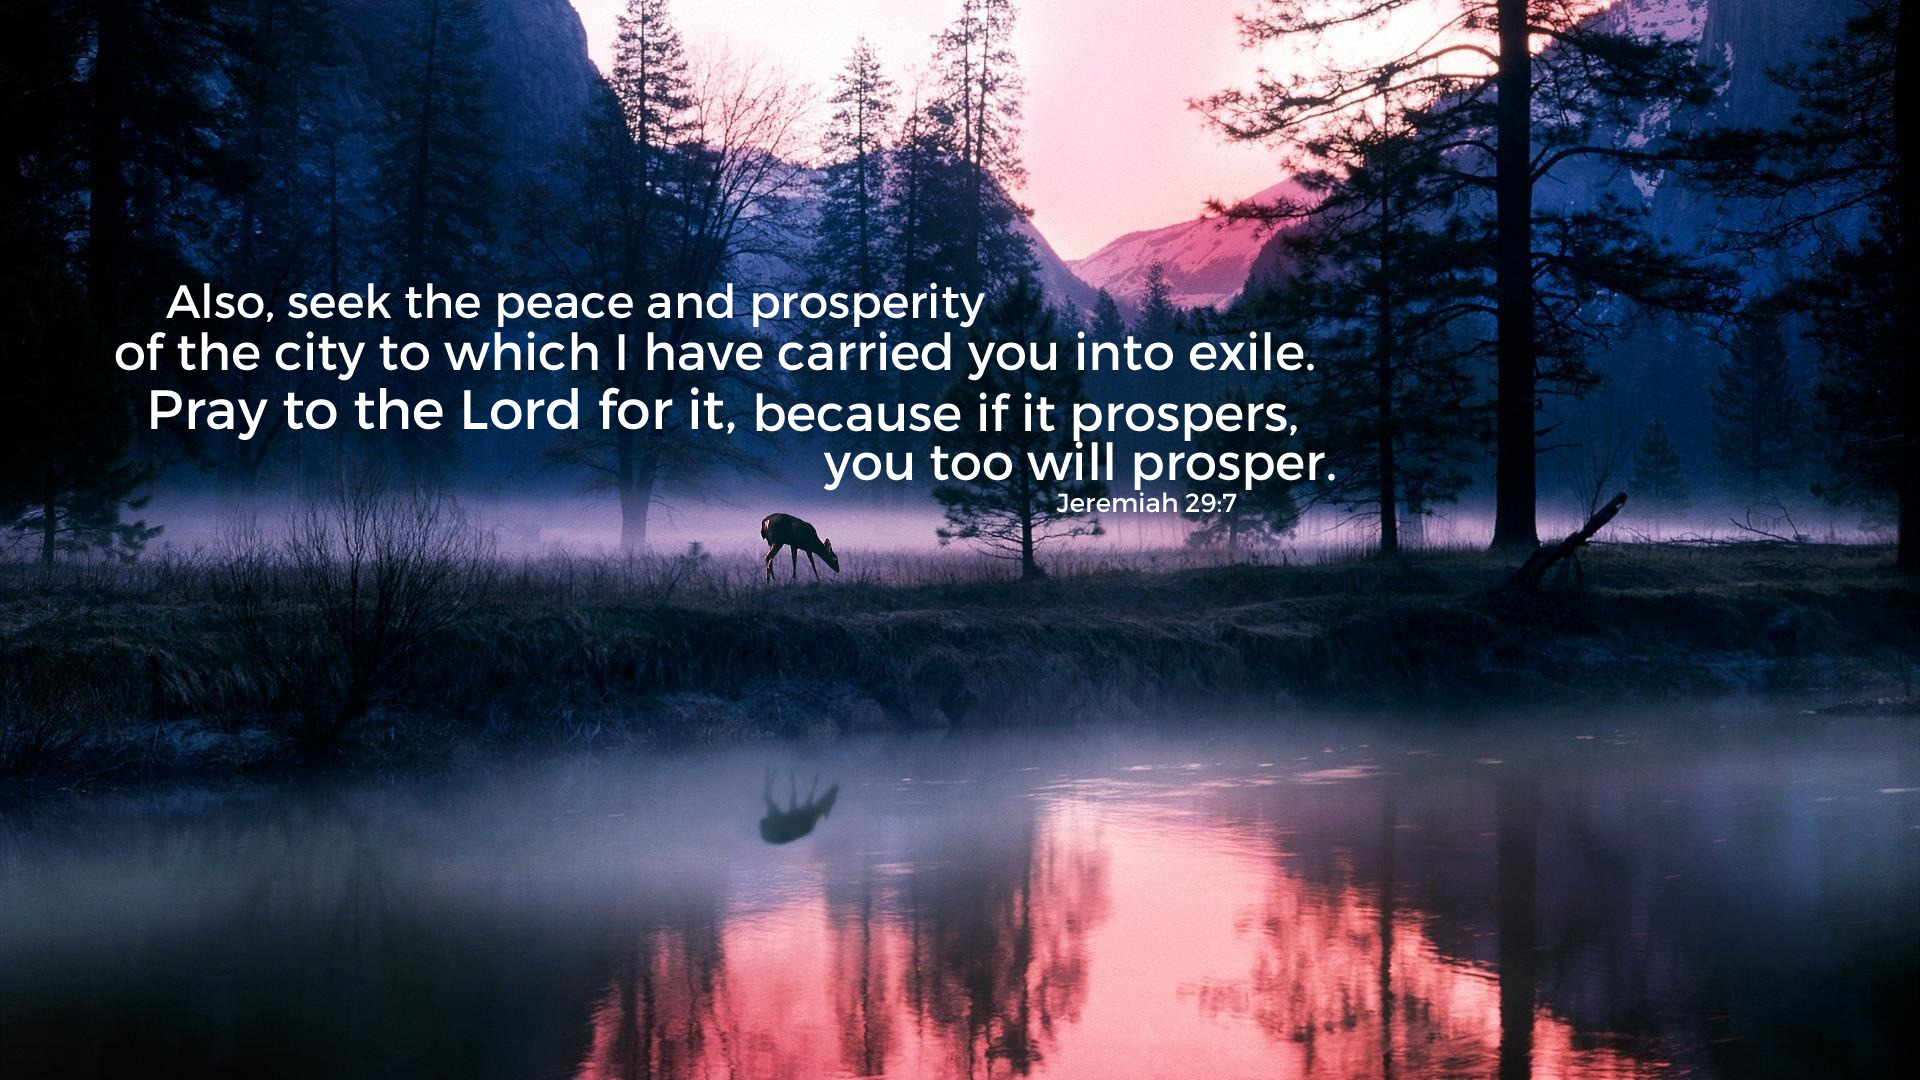 Also, seek the peace and prosperity
of the city to which I have carried you into exile.
Pray to the Lord for it, because if it prospers,
you too will prosper.
Jeremiah 29:7